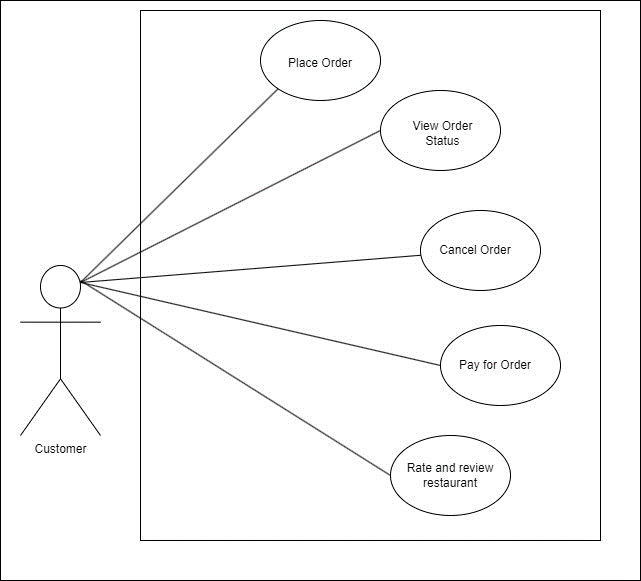 Place Order
View Order
Status
Cancel Order
Pay for Order
Rate and review
restaurant
Customer